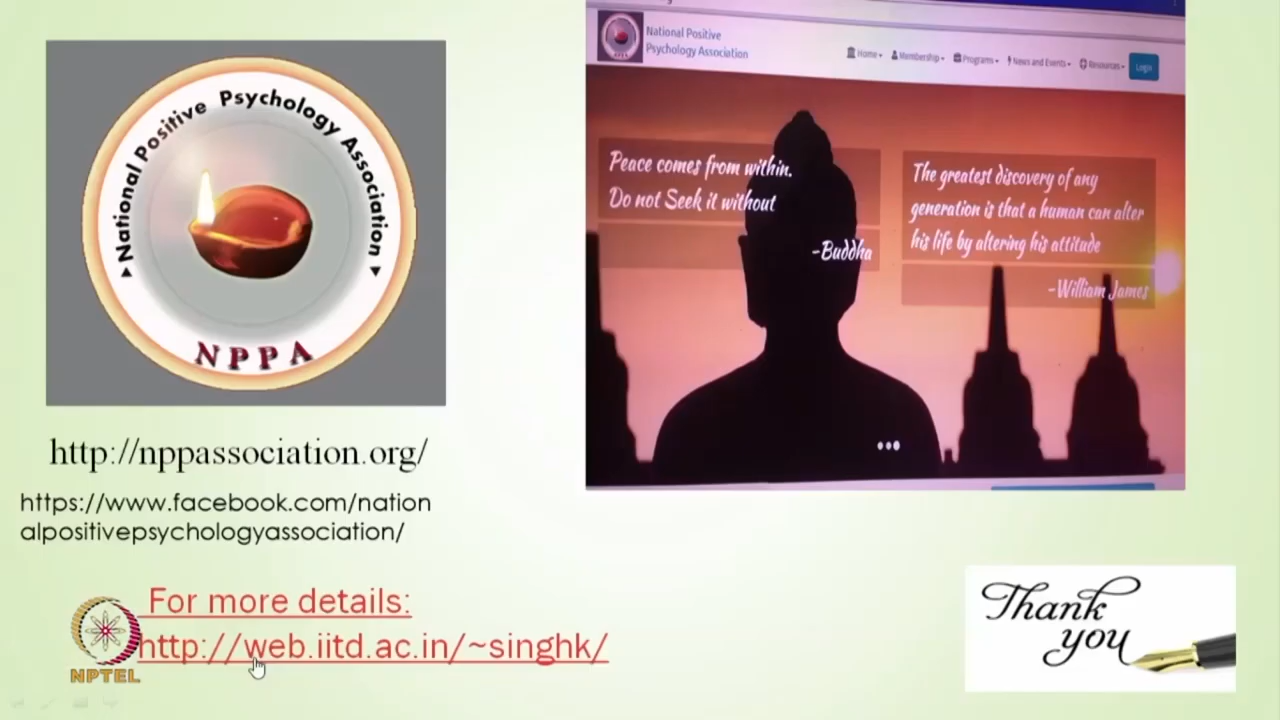 National Positive Psychology Association
NPPA
http://nppassociation.org/
https://www.facebook.com/nation
alpositivepsychologyassociation/
For more details:
http://web.iitd.ac.in/~singhk/
NPTEL
National Positive
Psychology Association
Home
Membership
Programs
News and Events
Resources
Login
Peace comes from within.
Do not Seek it without
-Buddha
The greatest discovery of any
generation is that a human can alter
his life by altering his attitude
-William James
Thank
you